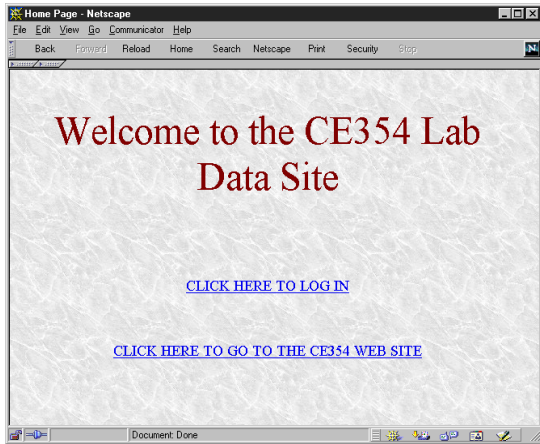 Home Page - Netscape
File Edit View Go Communicator Help
Back Forward Reload Home Search Netscape Print Security Stop N
Welcome to the CE354 Lab
Data Site
CLICK HERE TO LOG IN
CLICK HERE TO GO TO THE CE354 WEB SITE
Document: Done